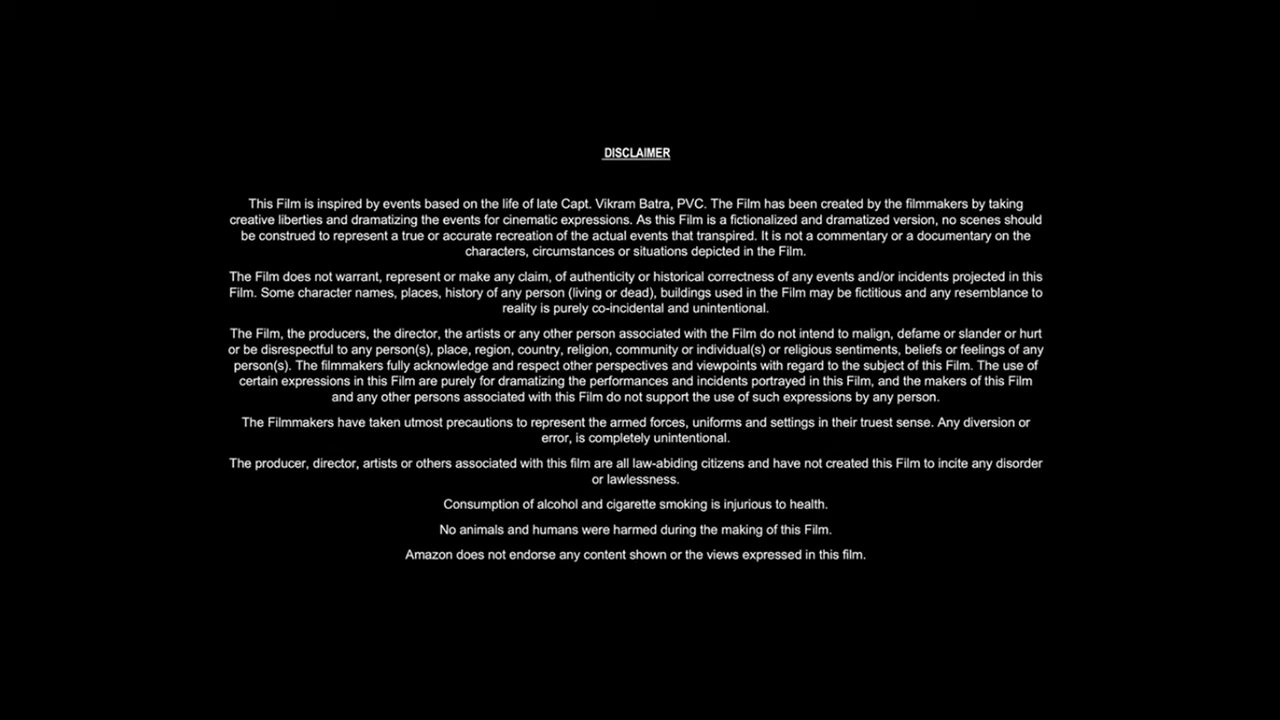 DISCLAIMER
This Film is inspired by events based on the life of late Capt. Vikram Batra, PVC. The Film has been created by the filmmakers by taking
creative liberties and dramatizing the events for cinematic expressions. As this Film is a fictionalized and dramatized version, no scenes should
be construed to represent a true or accurate recreation of the actual events that transpired. It is not a commentary or a documentary on the
characters, circumstances or situations depicted in the Film.
The Film does not warrant, represent or make any claim, of authenticity or historical correctness of any events and/or incidents projected in this
Film. Some character names, places, history of any person (living or dead), buildings used in the Film may be fictitious and any resemblance to
reality is purely co-incidental and unintentional.
The Film, the producers, the director, the artists or any other person associated with the Film do not intend to malign, defame or slander or hurt
or be disrespectful to any person(s), place, region, country, religion, community or individual(s) or religious sentiments, beliefs or feelings of any
person(s). The filmmakers fully acknowledge and respect other perspectives and viewpoints with regard to the subject of this Film. The use of
certain expressions in this Film are purely for dramatizing the performances and incidents portrayed in this Film, and the makers of this Film
and any other persons associated with this Film do not support the use of such expressions by any person.
The Filmmakers have taken utmost precautions to represent the armed forces, uniforms and settings in their truest sense. Any diversion or
error, is completely unintentional.
The producer, director, artists or others associated with this film are all law-abiding citizens and have not created this Film to incite any disorder
or lawlessness.
Consumption of alcohol and cigarette smoking is injurious to health.
No animals and humans were harmed during the making of this Film.
Amazon does not endorse any content shown or the views expressed in this film.